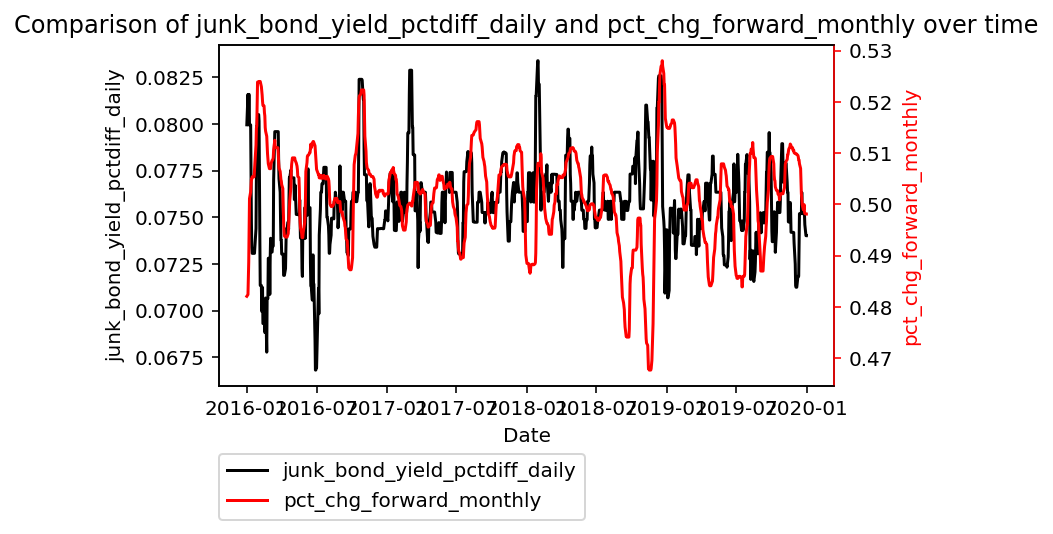 Comparison of junk_bond_yield_pctdiff_daily and pct_chg_forward_monthly over time
junk_bond_yield_pctdiff_daily
0.0825
0.0800
0.0775
0.0750
0.0725
0.0700
0.0675
0.53
0.52
0.51
0.50
0.49
0.48
0.47
pct_chg_forward_monthly
2016-01 2016-07 2017-01 2017-07 2018-01 2018-07 2019-01 2019-07 2020-01
Date
junk_bond_yield_pctdiff_daily
pct_chg_forward_monthly